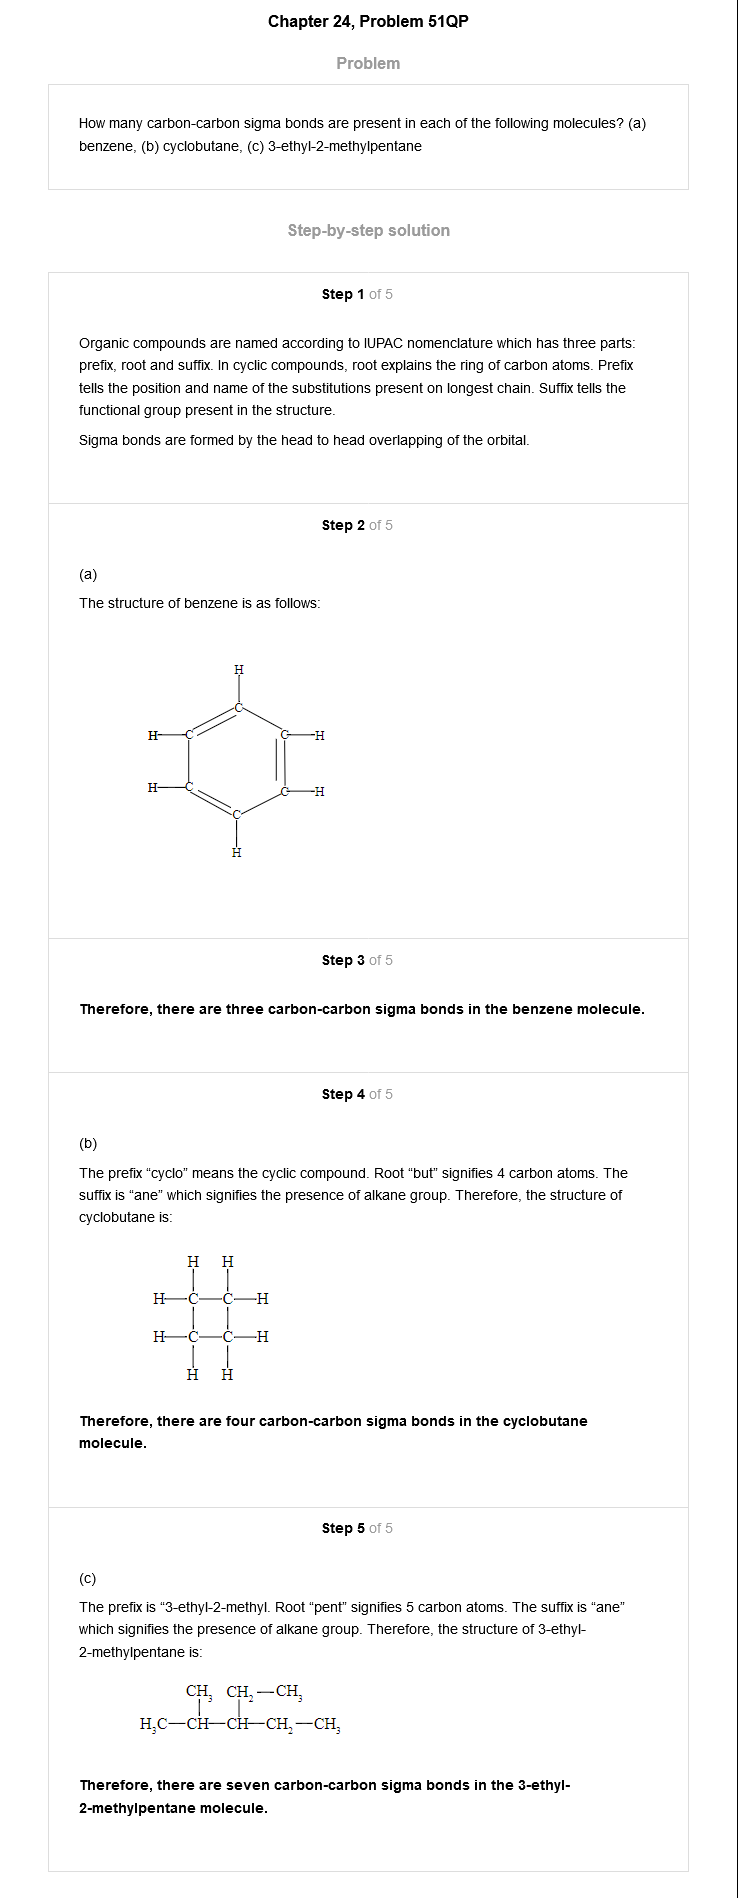 Chapter 24, Problem 51QP
Problem
How many carbon-carbon sigma bonds are present in each of the following molecules? (a)
benzene, (b) cyclobutane, (c) 3-ethyl-2-methylpentane
Step-by-step solution
Step 1 of 5
Organic compounds are named according to IUPAC nomenclature which has three parts:
prefix, root and suffix. In cyclic compounds, root explains the ring of carbon atoms. Prefix
tells the position and name of the substitutions present on longest chain. Suffix tells the
functional group present in the structure.
Sigma bonds are formed by the head to head overlapping of the orbital.
Step 2 of 5
(a)
The structure of benzene is as follows:
H
C
H C C H
H C C H
C
H
Step 3 of 5
Therefore, there are three carbon-carbon sigma bonds in the benzene molecule.
Step 4 of 5
(b)
The prefix “cyclo” means the cyclic compound. Root “but” signifies 4 carbon atoms. The
suffix is “ane” which signifies the presence of alkane group. Therefore, the structure of
cyclobutane is:
H H
H—C—C—H
H—C—C—H
H H
Therefore, there are four carbon-carbon sigma bonds in the cyclobutane
molecule.
Step 5 of 5
(c)
The prefix is “3-ethyl-2-methyl. Root “pent” signifies 5 carbon atoms. The suffix is “ane”
which signifies the presence of alkane group. Therefore, the structure of 3-ethyl-
2-methylpentane is:
CH₃ CH₂—CH₃
H₃C—CH—CH—CH₂—CH₃
Therefore, there are seven carbon-carbon sigma bonds in the 3-ethyl-
2-methylpentane molecule.